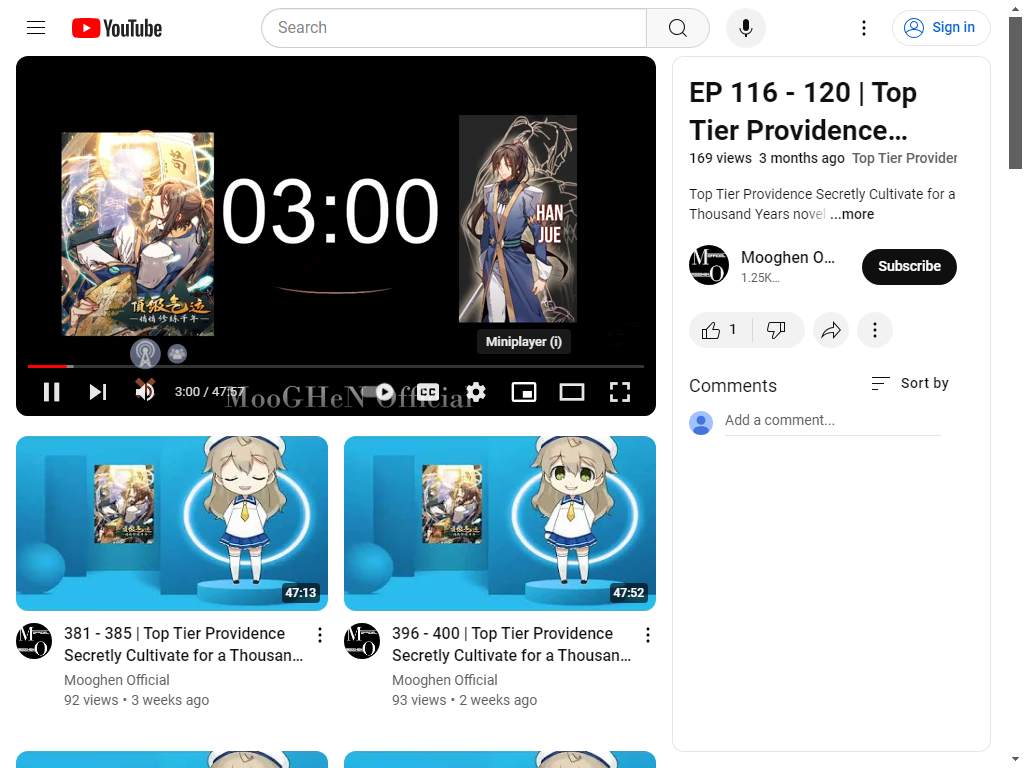 YouTube
Search
Sign in
苟
03:00
HAN
JUE
頂級气运
悄悄修练千年
Miniplayer (i)
3:00 / 47:57
MooGHeN Official
EP 116 - 120 | Top
Tier Providence...
169 views 3 months ago Top Tier Provider
Top Tier Providence Secretly Cultivate for a
Thousand Years novel ...more
Mooghen O...
1.25K...
Subscribe
1
Comments
Sort by
Add a comment...
47:13
47:52
381 - 385 | Top Tier Providence
Secretly Cultivate for a Thousan...
Mooghen Official
92 views • 3 weeks ago
396 - 400 | Top Tier Providence
Secretly Cultivate for a Thousan...
Mooghen Official
93 views • 2 weeks ago